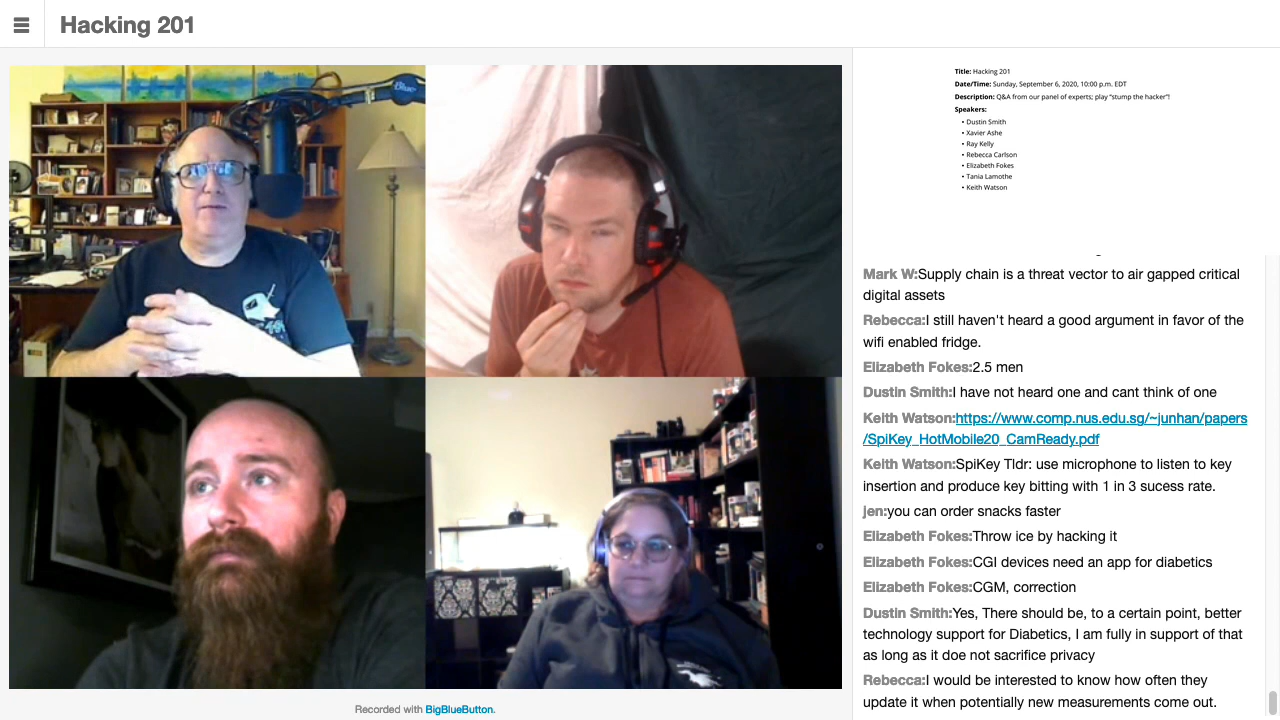 Hacking 201
Title: Hacking 201
Date/Time: Sunday, September 6, 2020, 10:00 p.m. EDT
Description: Q&A from our panel of experts; play "stump the hacker"!
Speakers:
• Dustin Smith
• Xavier Ashe
• Ray Kelly
• Rebecca Carlson
• Elizabeth Fokes
• Tania Lamothe
• Keith Watson
Mark W:Supply chain is a threat vector to air gapped critical
digital assets
Rebecca:I still haven't heard a good argument in favor of the
wifi enabled fridge.
Elizabeth Fokes:2.5 men
Dustin Smith:I have not heard one and cant think of one
Keith Watson:https://www.comp.nus.edu.sg/~junhan/papers
/SpiKey_HotMobile20_CamReady.pdf
Keith Watson:SpiKey Tldr: use microphone to listen to key
insertion and produce key bitting with 1 in 3 sucess rate.
jen:you can order snacks faster
Elizabeth Fokes:Throw ice by hacking it
Elizabeth Fokes:CGI devices need an app for diabetics
Elizabeth Fokes:CGM, correction
Dustin Smith:Yes, There should be, to a certain point, better
technology support for Diabetics, I am fully in support of that
as long as it doe not sacrifice privacy
Rebecca:I would be interested to know how often they
update it when potentially new measurements come out.
Recorded with BigBlueButton.